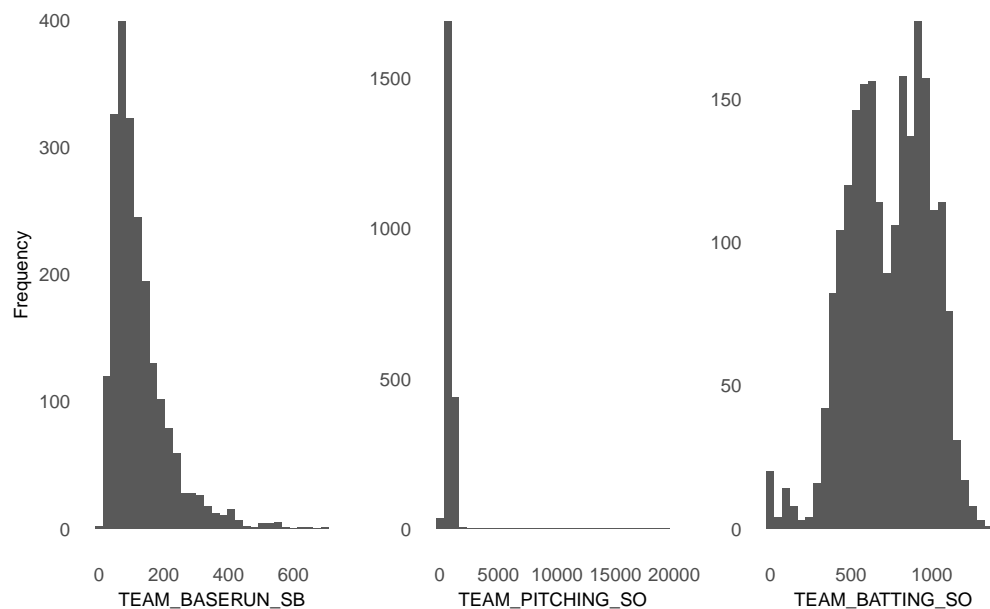 Frequency
400
300
200
100
0
0 200 400 600
TEAM_BASERUN_SB
1500
1000
500
0
0 5000 10000 15000 20000
TEAM_PITCHING_SO
150
100
50
0
0 500 1000
TEAM_BATTING_SO